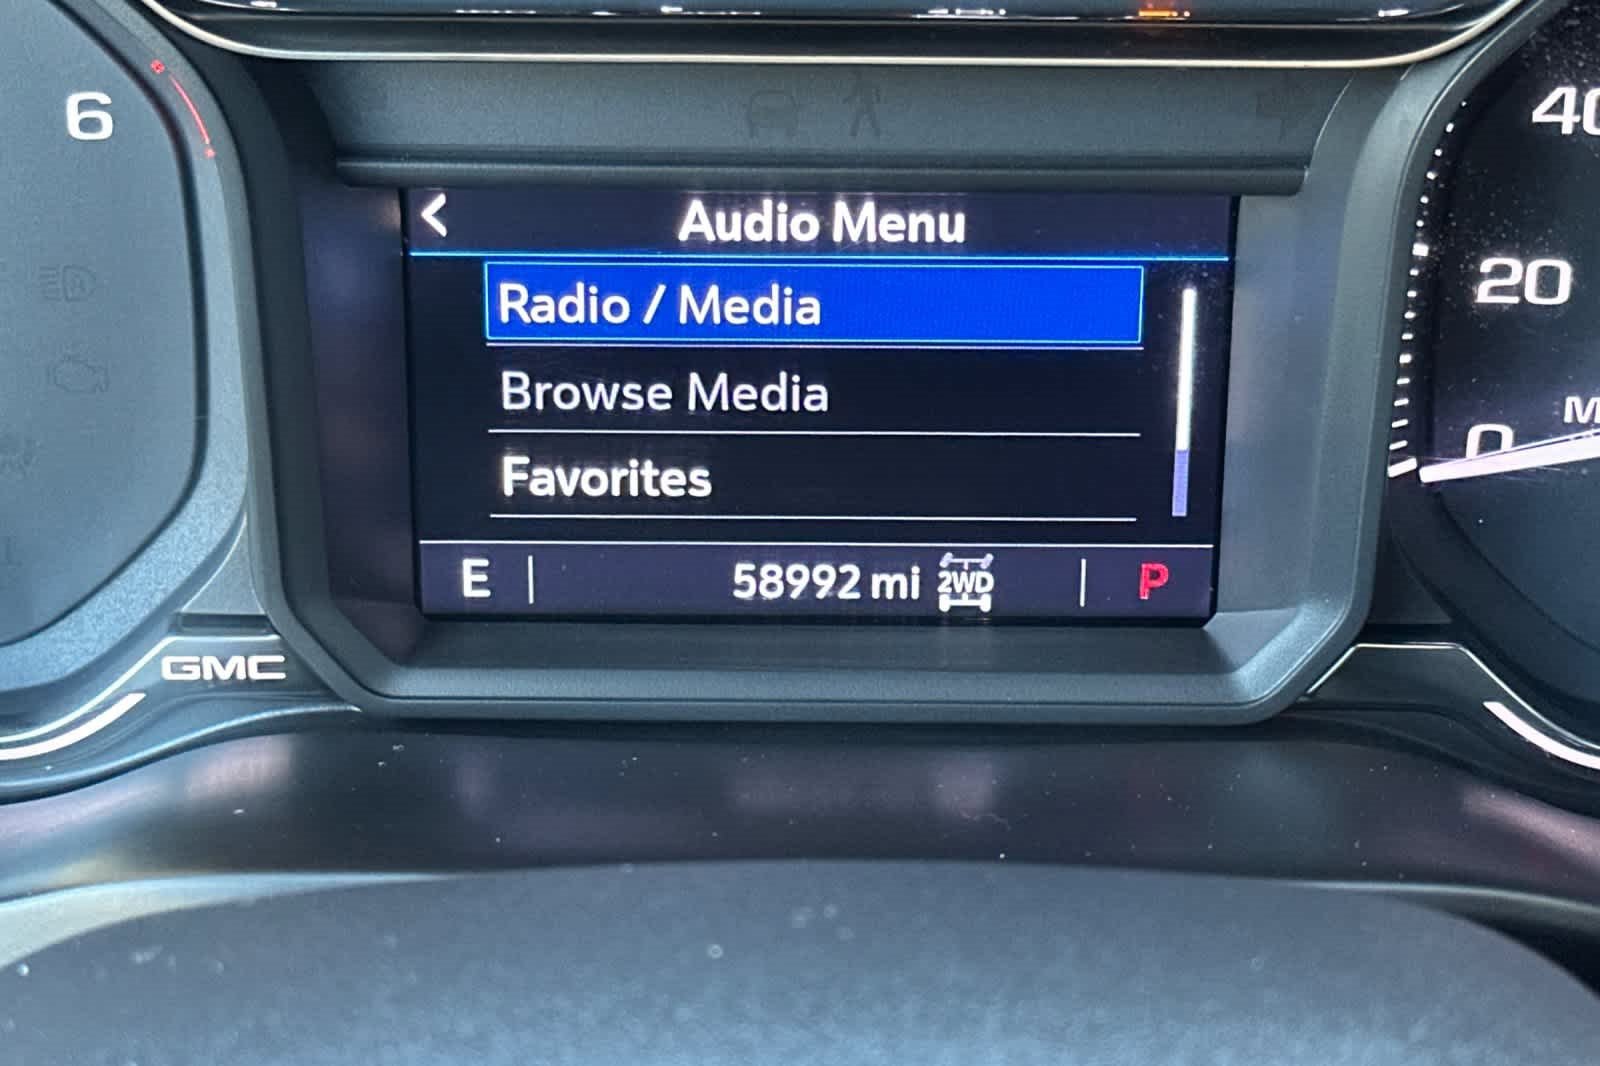 6
40
Audio Menu
Radio / Media
20
Browse Media
0
Favorites
E 58992 mi 2WD P
GMC